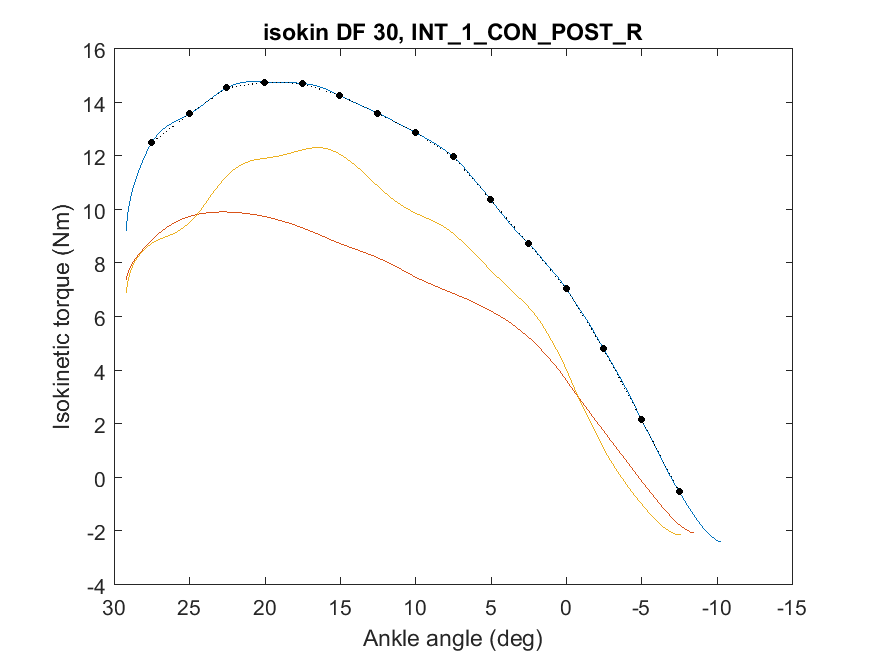 isokin DF 30, INT_1_CON_POST_R
16
14
12
10
8
6
4
2
0
-2
-4
Isokinetic torque (Nm)
30 25 20 15 10 5 0 -5 -10 -15
Ankle angle (deg)